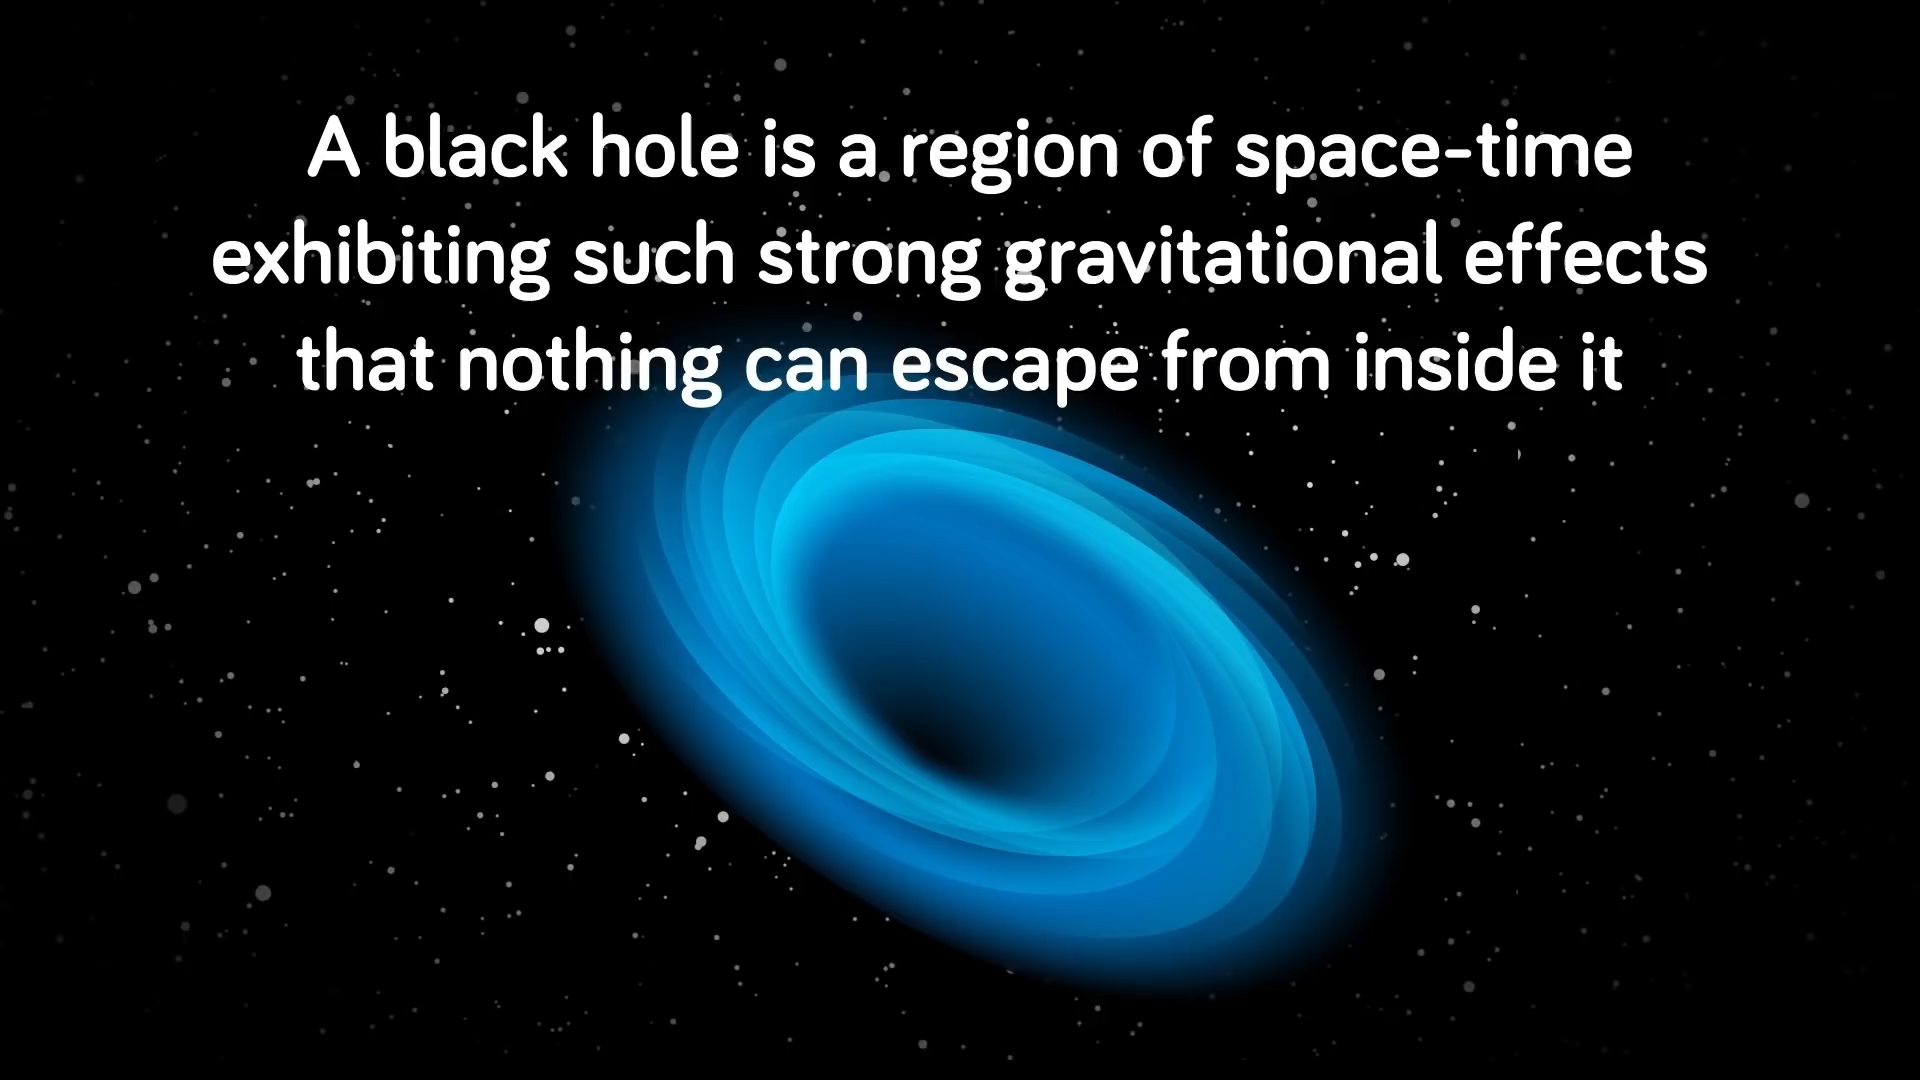 A black hole is a region of space-time
exhibiting such strong gravitational effects
that nothing can escape from inside it